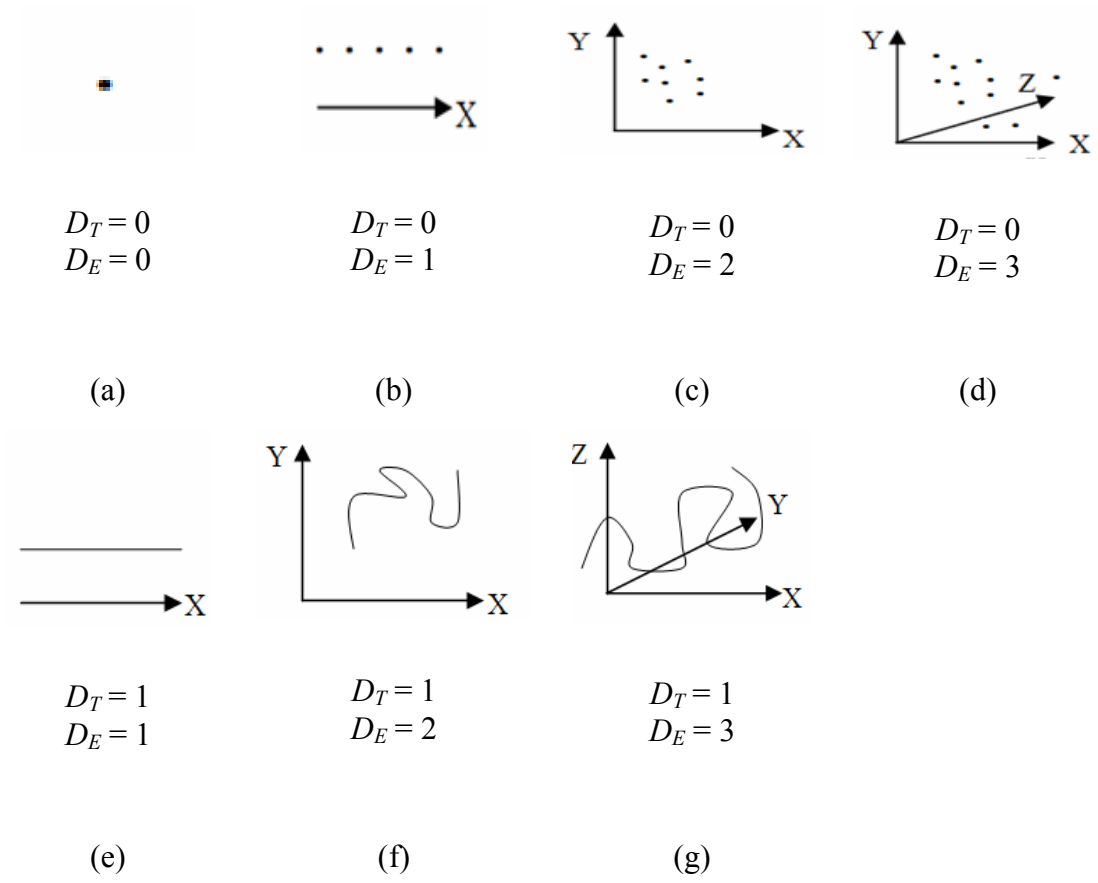 X
Y
X
Y
Z
X
D_T = 0
D_E = 0
D_T = 0
D_E = 1
D_T = 0
D_E = 2
D_T = 0
D_E = 3
(a)
(b)
(c)
(d)
X
Y
X
Z
Y
X
D_T = 1
D_E = 1
D_T = 1
D_E = 2
D_T = 1
D_E = 3
(e)
(f)
(g)